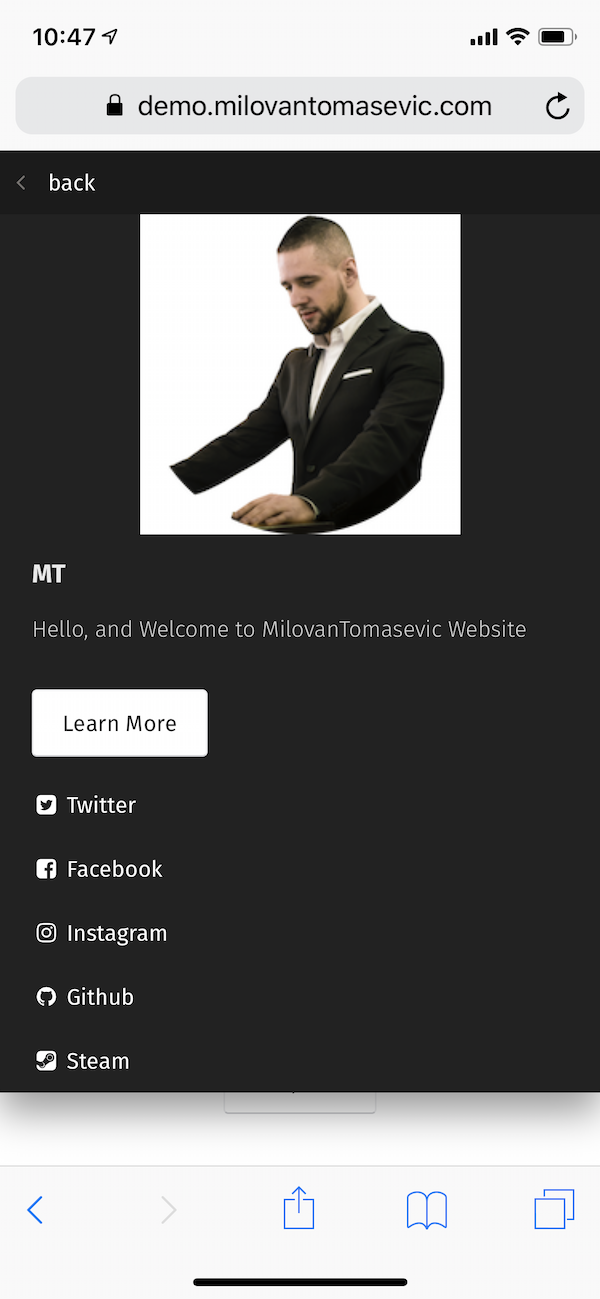 10:47
demo.milovantomasevic.com
back
MT
Hello, and Welcome to MilovanTomasevic Website
Learn More
Twitter
Facebook
Instagram
Github
Steam